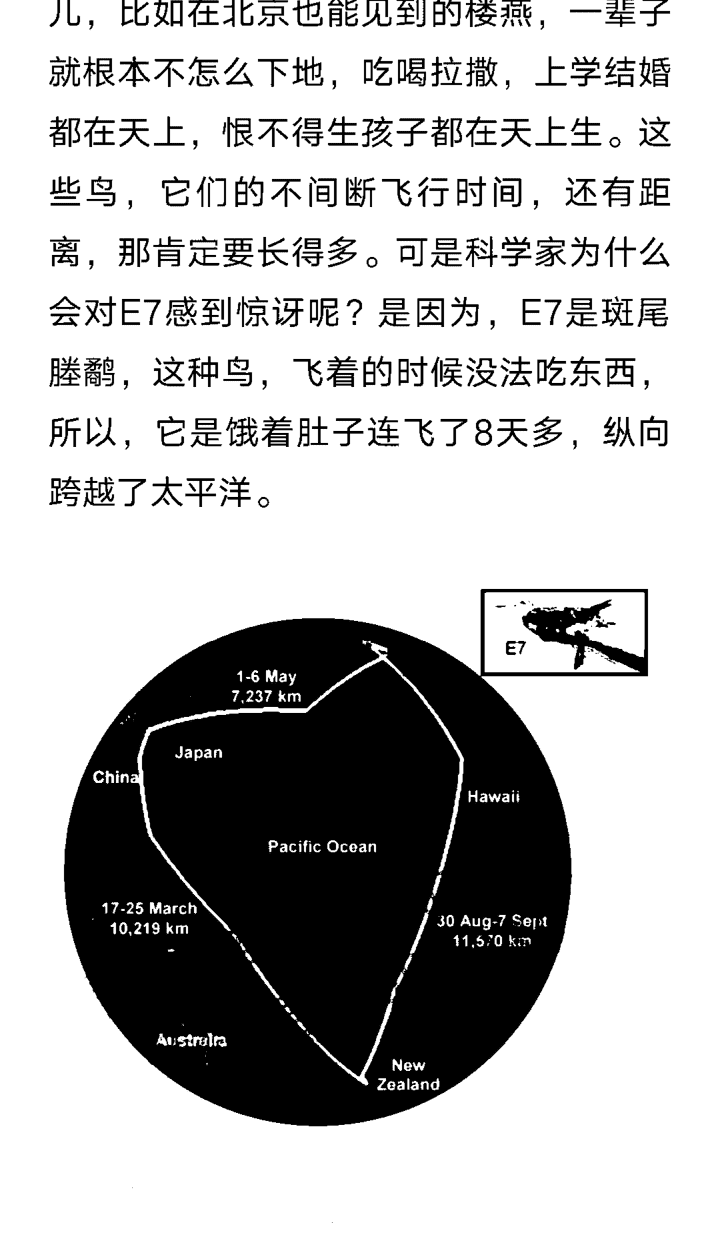 儿，比如在北京也能见到的楼燕，一辈子
就根本不怎么下地，吃喝拉撒，上学结婚
都在天上，恨不得生孩子都在天上生。这
些鸟，它们的不间断飞行时间，还有距
离，那肯定要长得多。可是科学家为什么
会对E7感到惊讶呢？是因为，E7是斑尾
塍鹬，这种鸟，飞着的时候没法吃东西，
所以，它是饿着肚子连飞了8天多，纵向
跨越了太平洋。
E7
1-6 May
7,237 km
Japan
China
Hawaii
Pacific Ocean
17-25 March
10,219 km
30 Aug-7 Sept
km
Australia
New
Zealand